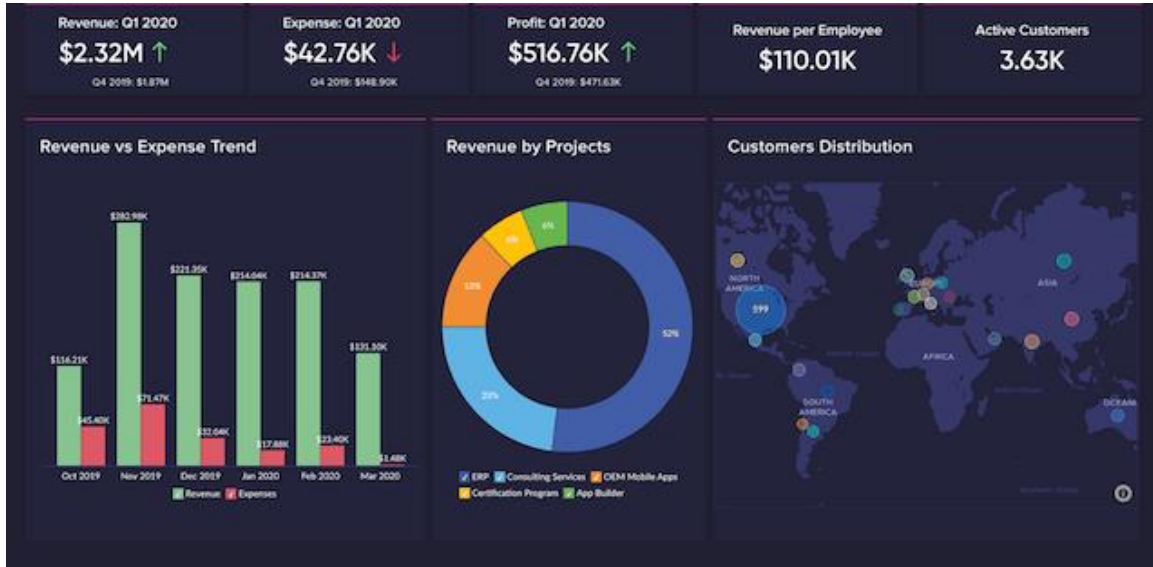 Revenue: Q1 2020
$2.32M ↑
Q4 2019: $1.87M
Expense: Q1 2020
$42.76K ↓
Q4 2019: $148.90K
Profit: Q1 2020
$516.76K ↑
Q4 2019: $471.63K
Revenue per Employee
$110.01K
Active Customers
3.63K
Revenue vs Expense Trend
$282.98K
$221.35K
$214.04K
$214.37K
$116.21K
$131.10K
$71.47K
$45.40K
$32.04K
$17.88K
$23.40K
$1.48K
Oct 2019 Nov 2019 Dec 2019 Jan 2020 Feb 2020 Mar 2020
Revenue Expenses
Revenue by Projects
6%
13%
52%
23%
ERP Consulting Services OEM Mobile Apps
Certification Program App Builder
Customers Distribution
NORTH
AMERICA
599
ASIA
AFRICA
SOUTH
AMERICA